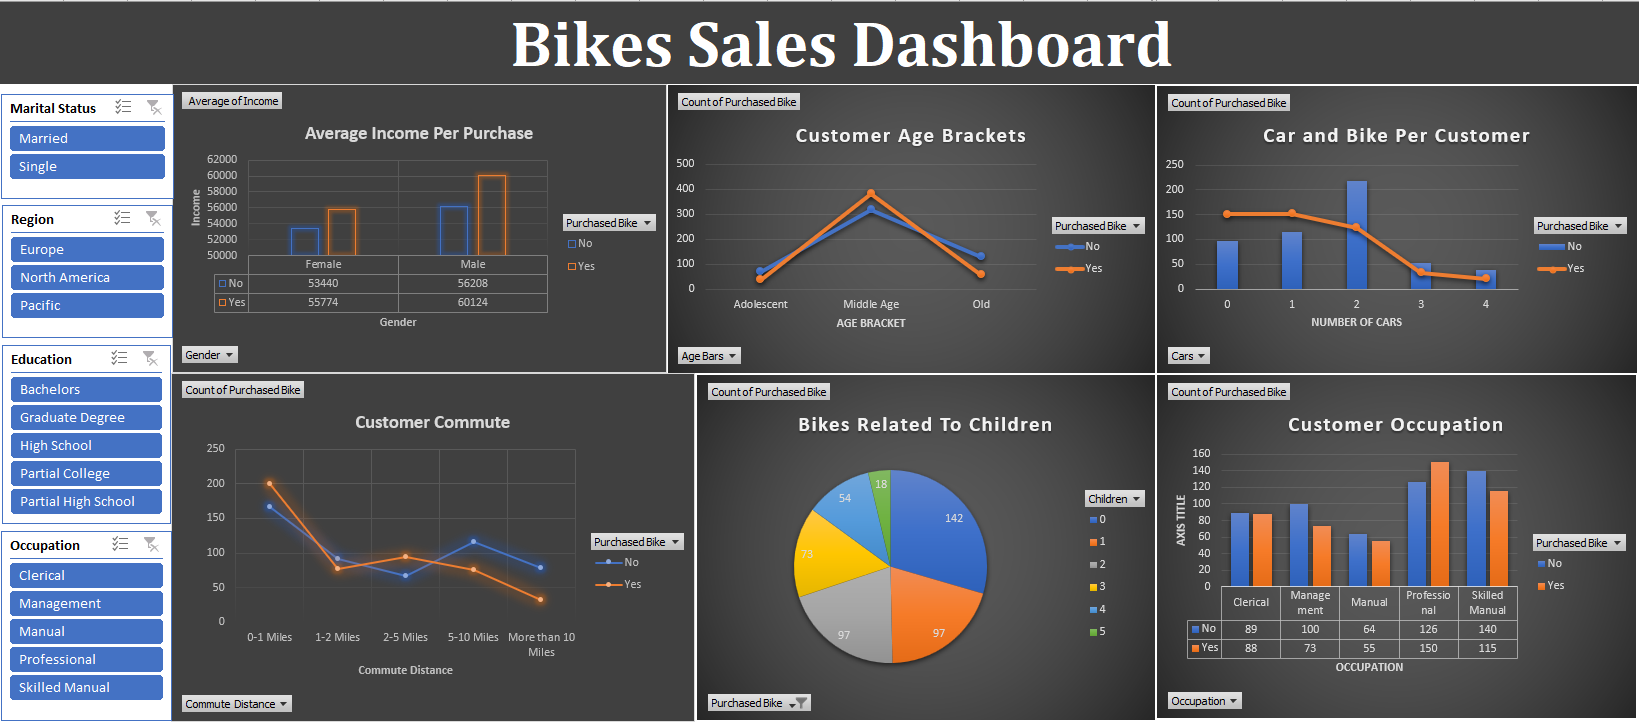 Bikes Sales Dashboard
Marital Status
Married
Single
Region
Europe
North America
Pacific
Education
Bachelors
Graduate Degree
High School
Partial College
Partial High School
Occupation
Clerical
Management
Manual
Professional
Skilled Manual
Average of Income
Average Income Per Purchase
62000
60000
58000
56000
54000
52000
50000
Income
Female Male
No 53440 56208
Yes 55774 60124
Gender
Purchased Bike
No
Yes
Gender
Count of Purchased Bike
Customer Age Brackets
500
400
300
200
100
0
Adolescent Middle Age Old
AGE BRACKET
Purchased Bike
No
Yes
Age Bars
Count of Purchased Bike
Car and Bike Per Customer
250
200
150
100
50
0
0 1 2 3 4
NUMBER OF CARS
Purchased Bike
No
Yes
Cars
Count of Purchased Bike
Customer Commute
250
200
150
100
50
0
0-1 Miles 1-2 Miles 2-5 Miles 5-10 Miles More than 10
Miles
Commute Distance
Purchased Bike
No
Yes
Commute Distance
Count of Purchased Bike
Bikes Related To Children
18
54
142
73
97
97
Children
0
1
2
3
4
5
Purchased Bike
Count of Purchased Bike
Customer Occupation
160
140
120
100
80
60
40
20
0
AXIS TITLE
Clerical Manage Manual Professio Skilled
ment nal Manual
No 89 100 64 126 140
Yes 88 73 55 150 115
OCCUPATION
Purchased Bike
No
Yes
Occupation